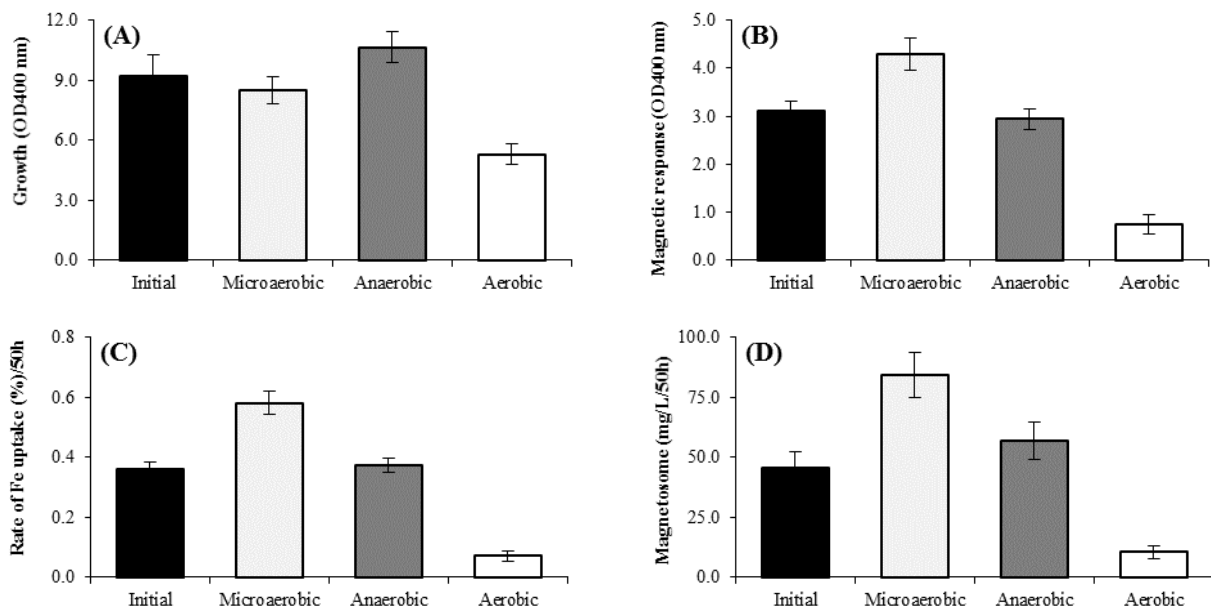 (A)
Growth (OD400 nm)
12.0
9.0
6.0
3.0
0.0
Initial Microaerobic Anaerobic Aerobic
(B)
Magnetic response (OD400 nm)
5.0
4.0
3.0
2.0
1.0
0.0
Initial Microaerobic Anaerobic Aerobic
(C)
Rate of Fe uptake (%)/50h
0.8
0.6
0.4
0.2
0.0
Initial Microaerobic Anaerobic Aerobic
(D)
Magnetosome (mg/L/50h)
100.0
75.0
50.0
25.0
0.0
Initial Microaerobic Anaerobic Aerobic